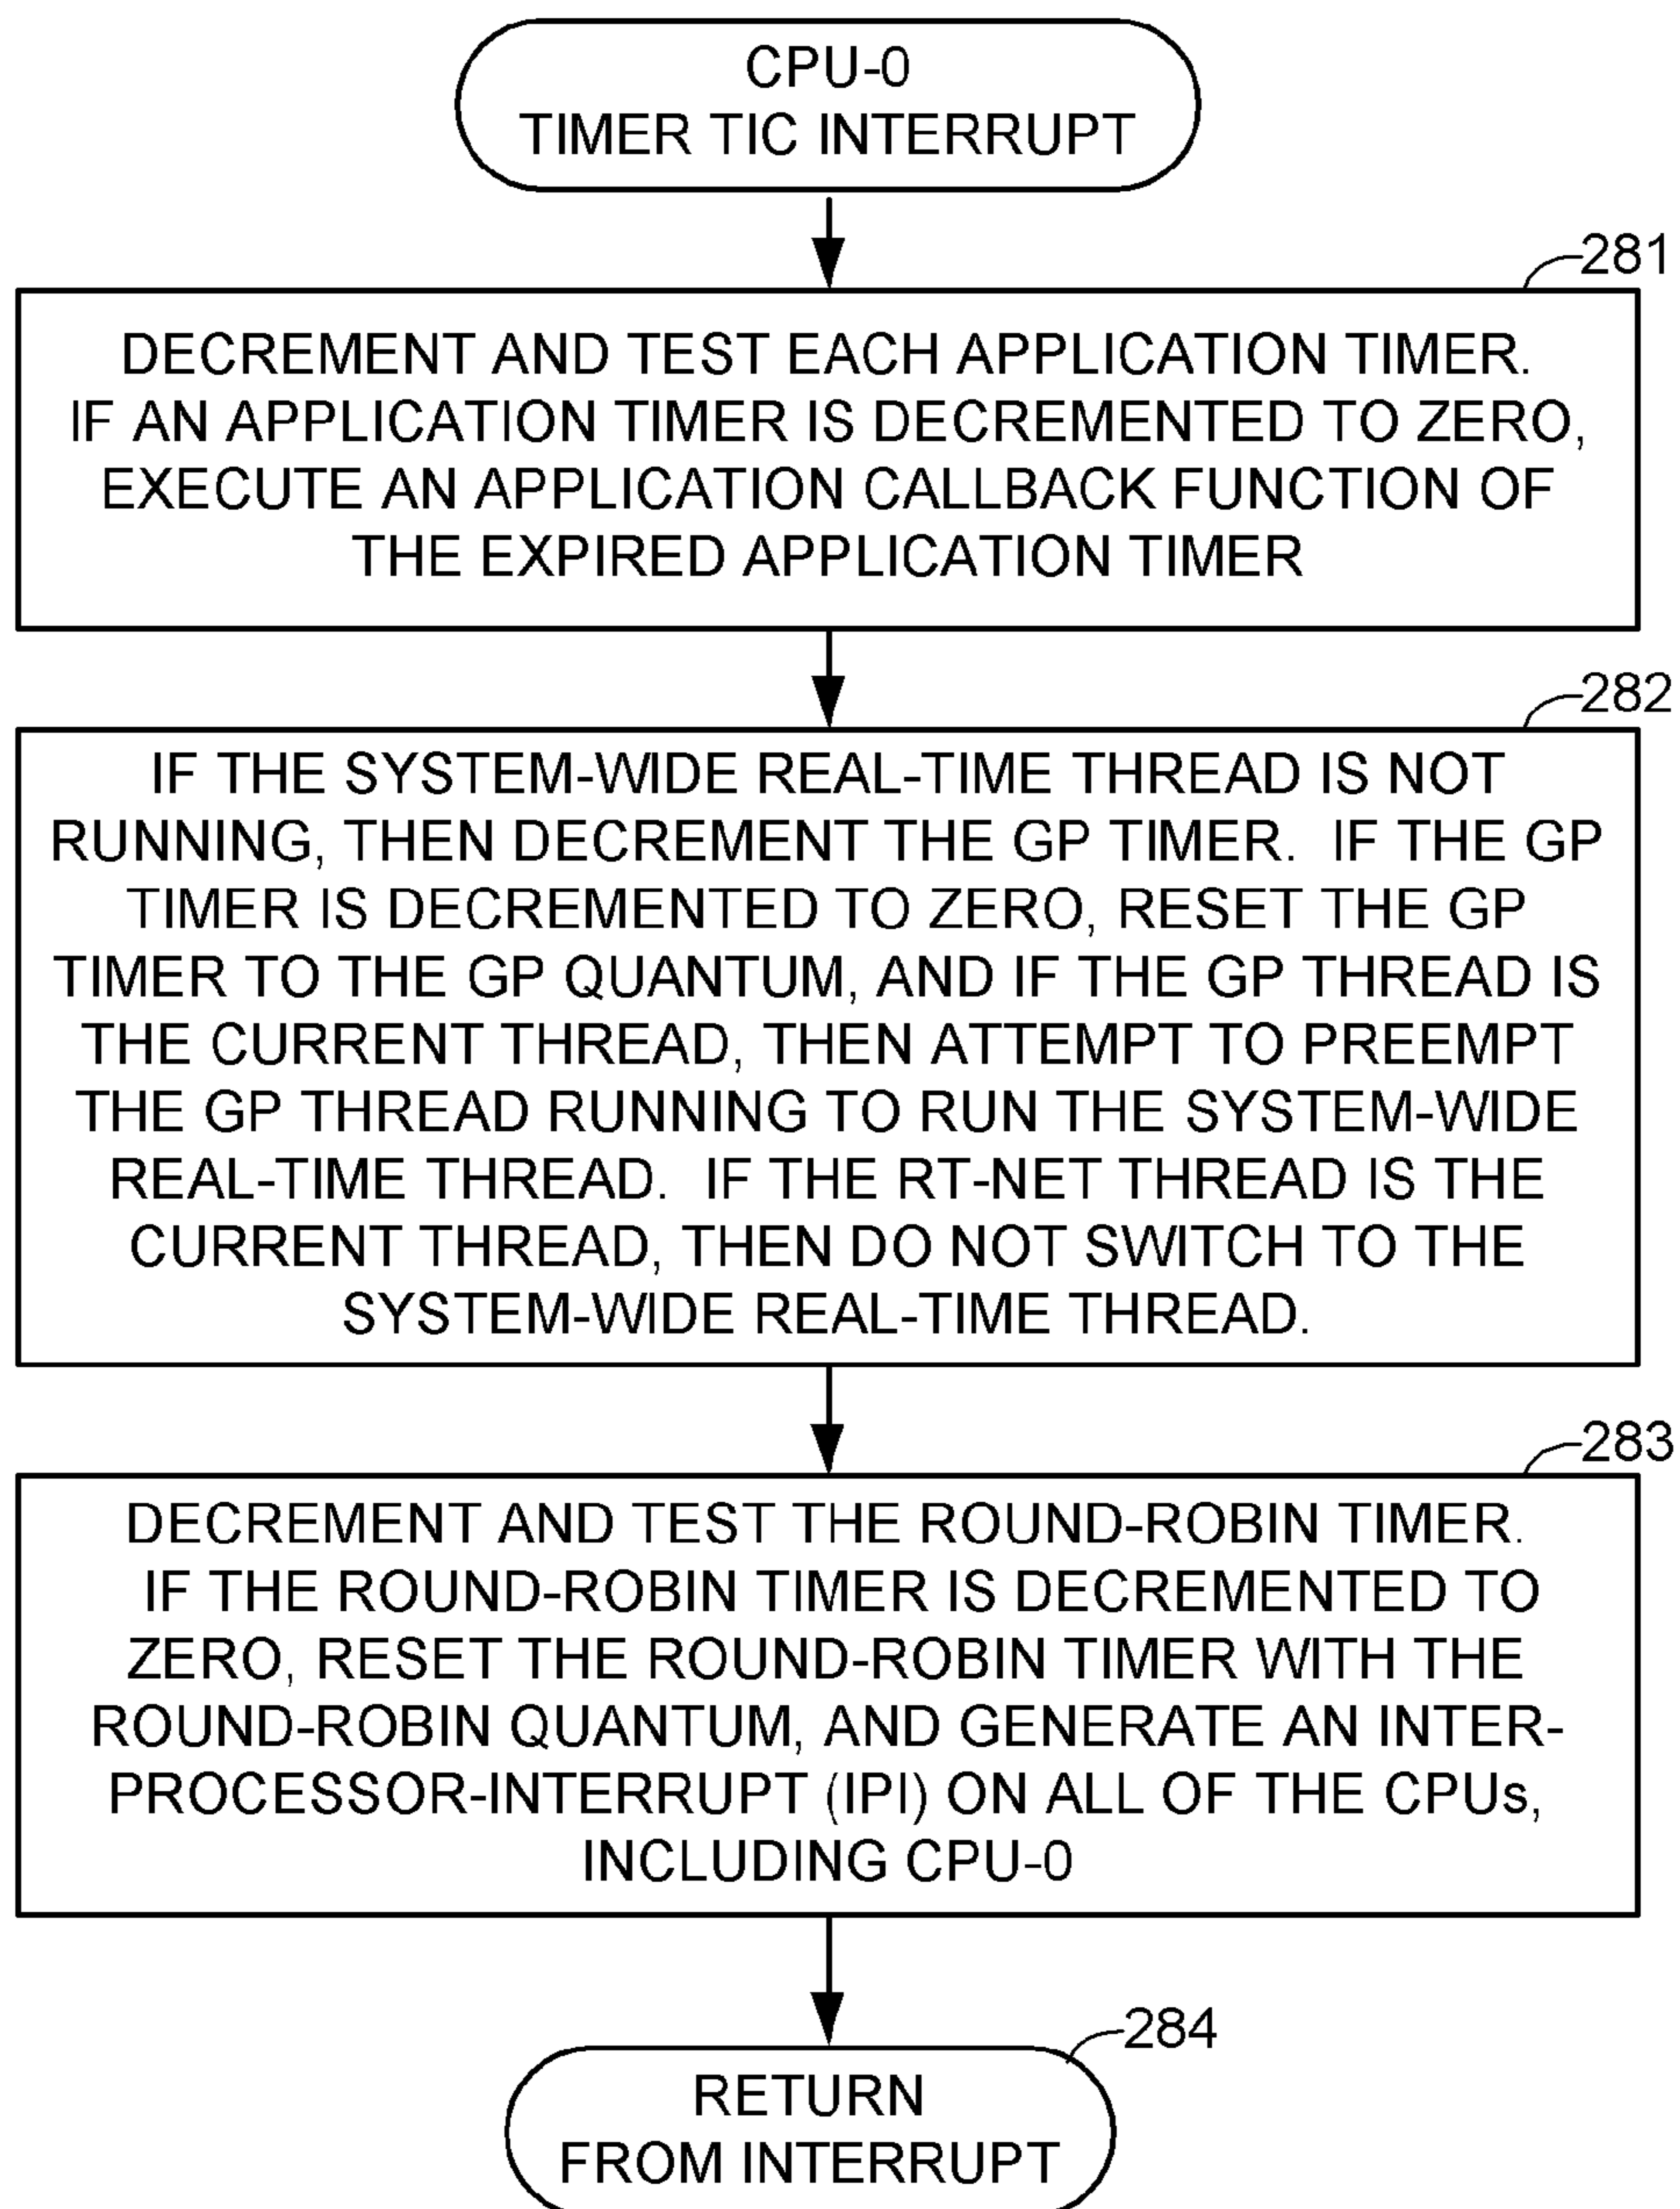 CPU-0
TIMER TIC INTERRUPT
281
DECREMENT AND TEST EACH APPLICATION TIMER.
IF AN APPLICATION TIMER IS DECREMENTED TO ZERO,
EXECUTE AN APPLICATION CALLBACK FUNCTION OF
THE EXPIRED APPLICATION TIMER
282
IF THE SYSTEM-WIDE REAL-TIME THREAD IS NOT
RUNNING, THEN DECREMENT THE GP TIMER. IF THE GP
TIMER IS DECREMENTED TO ZERO, RESET THE GP
TIMER TO THE GP QUANTUM, AND IF THE GP THREAD IS
THE CURRENT THREAD, THEN ATTEMPT TO PREEMPT
THE GP THREAD RUNNING TO RUN THE SYSTEM-WIDE
REAL-TIME THREAD. IF THE RT-NET THREAD IS THE
CURRENT THREAD, THEN DO NOT SWITCH TO THE
SYSTEM-WIDE REAL-TIME THREAD.
283
DECREMENT AND TEST THE ROUND-ROBIN TIMER.
IF THE ROUND-ROBIN TIMER IS DECREMENTED TO
ZERO, RESET THE ROUND-ROBIN TIMER WITH THE
ROUND-ROBIN QUANTUM, AND GENERATE AN INTER-
PROCESSOR-INTERRUPT (IPI) ON ALL OF THE CPUs,
INCLUDING CPU-0
284
RETURN
FROM INTERRUPT